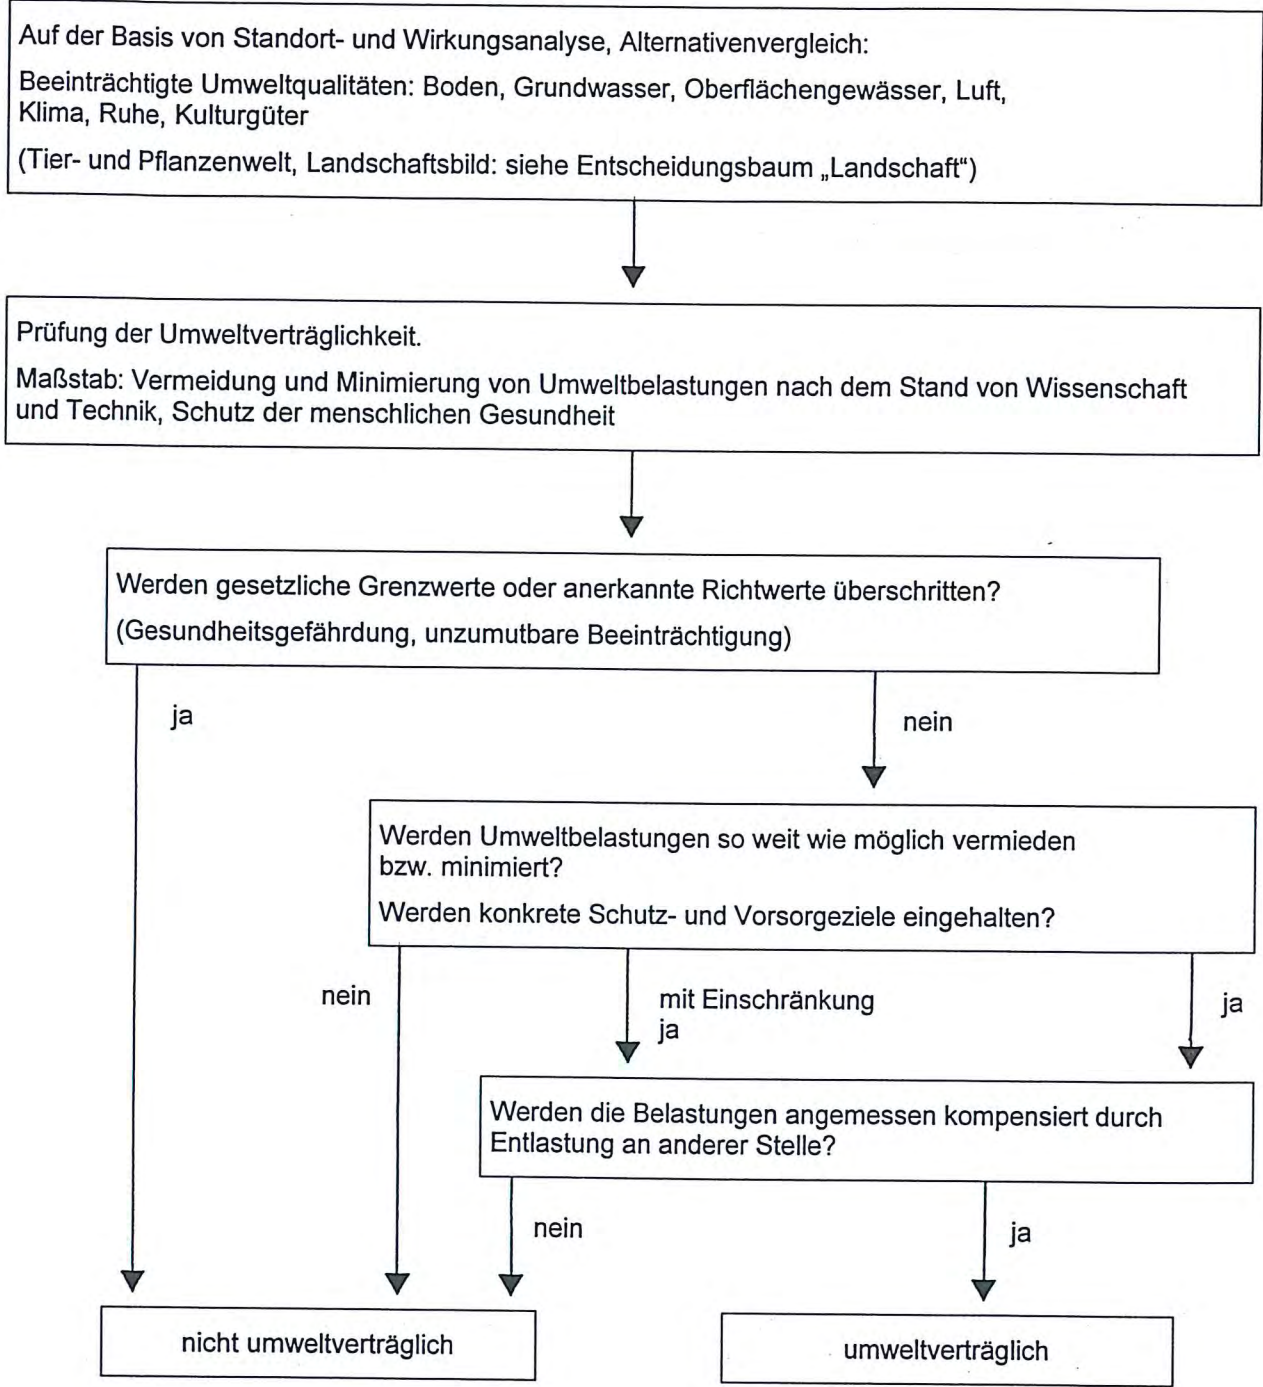 Auf der Basis von Standort- und Wirkungsanalyse, Alternativenvergleich:
Beeinträchtigte Umweltqualitäten: Boden, Grundwasser, Oberflächengewässer, Luft,
Klima, Ruhe, Kulturgüter
(Tier- und Pflanzenwelt, Landschaftsbild: siehe Entscheidungsbaum „Landschaft“)
Prüfung der Umweltverträglichkeit.
Maßstab: Vermeidung und Minimierung von Umweltbelastungen nach dem Stand von Wissenschaft
und Technik, Schutz der menschlichen Gesundheit
Werden gesetzliche Grenzwerte oder anerkannte Richtwerte überschritten?
(Gesundheitsgefährdung, unzumutbare Beeinträchtigung)
ja
nein
Werden Umweltbelastungen so weit wie möglich vermieden
bzw. minimiert?
Werden konkrete Schutz- und Vorsorgeziele eingehalten?
nein
mit Einschränkung
ja
ja
Werden die Belastungen angemessen kompensiert durch
Entlastung an anderer Stelle?
nein
ja
nicht umweltverträglich
umweltverträglich